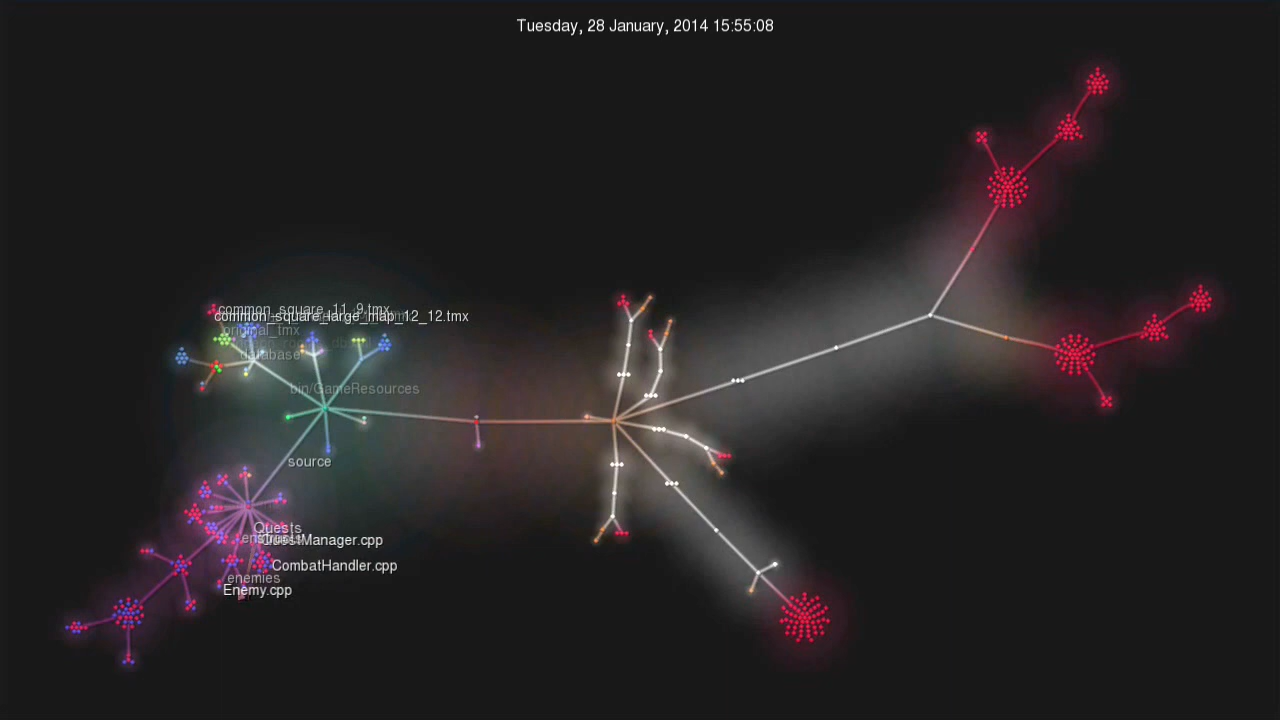 Tuesday, 28 January, 2014 15:55:08
common_square_11_9.tmx
common_square_large_map_12_12.tmx
original_tmx
database
bin/GameResources
source
Quests
QuestManager.cpp
CombatHandler.cpp
enemies
Enemy.cpp